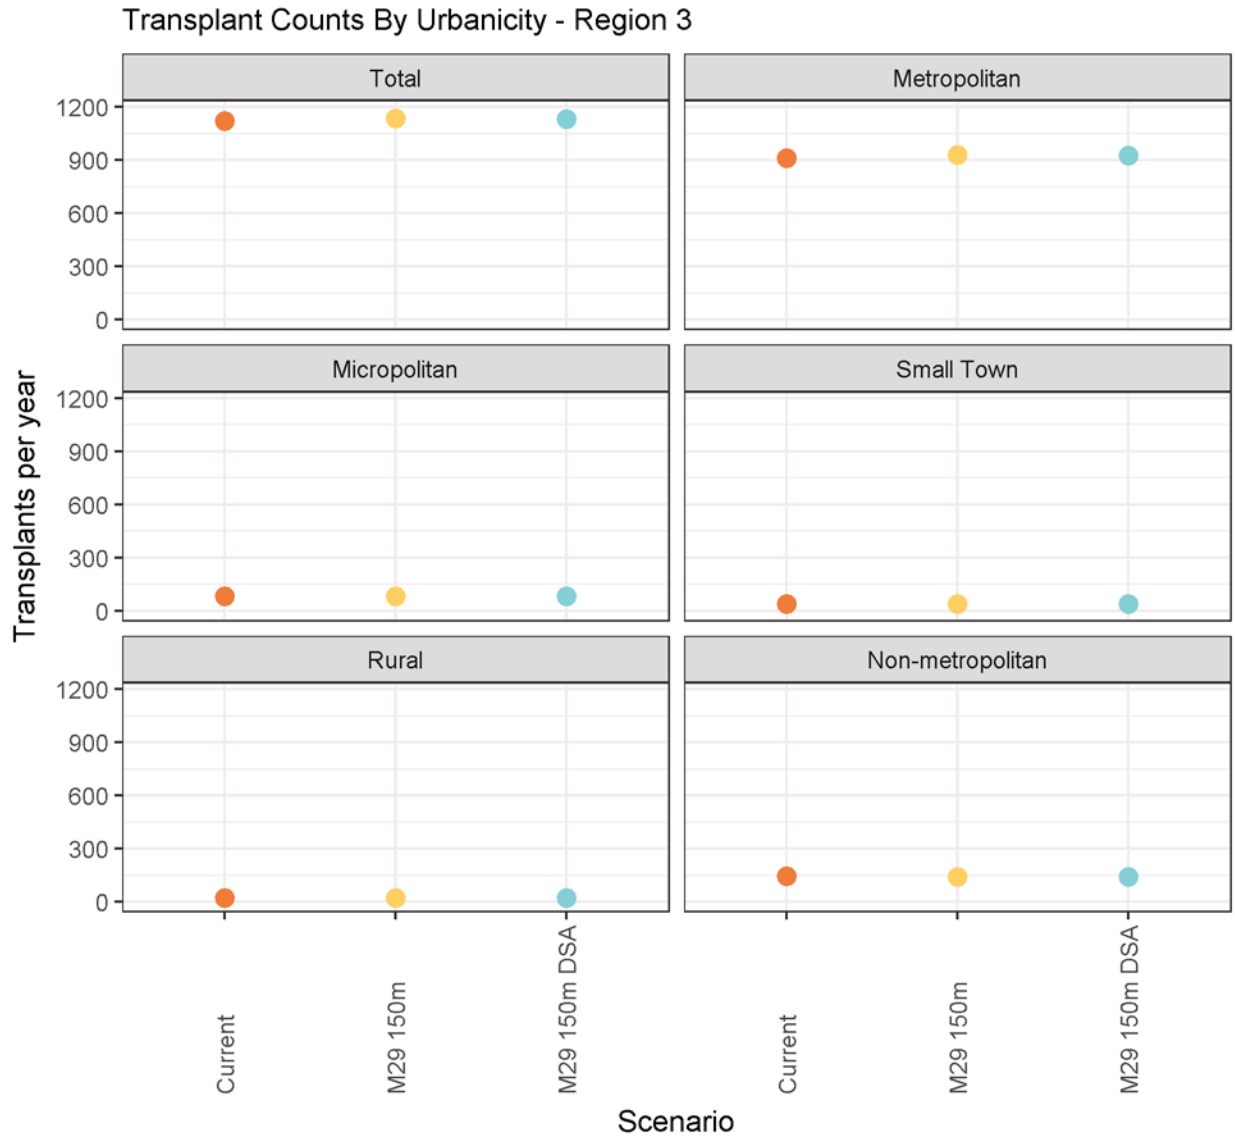 Transplant Counts By Urbanicity - Region 3
Total
Metropolitan
1200
900
600
300
0
Micropolitan
Small Town
1200
900
600
300
0
Rural
Non-metropolitan
1200
900
600
300
0
Transplants per year
Current
M29 150m
M29 150m DSA
Current
M29 150m
M29 150m DSA
Scenario